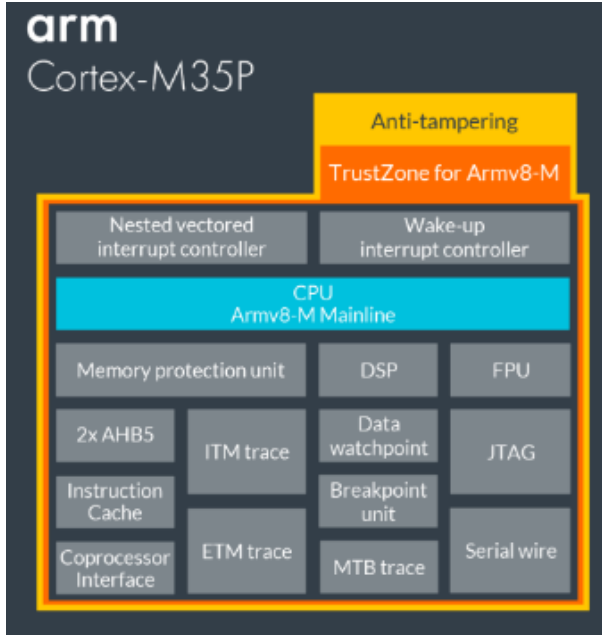 arm
Cortex-M35P
Anti-tampering
TrustZone for Armv8-M
Nested vectored
interrupt controller
Wake-up
interrupt controller
CPU
Armv8-M Mainline
Memory protection unit
DSP
FPU
2x AHB5
ITM trace
Data
watchpoint
JTAG
Instruction
Cache
Breakpoint
unit
Coprocessor
Interface
ETM trace
MTB trace
Serial wire